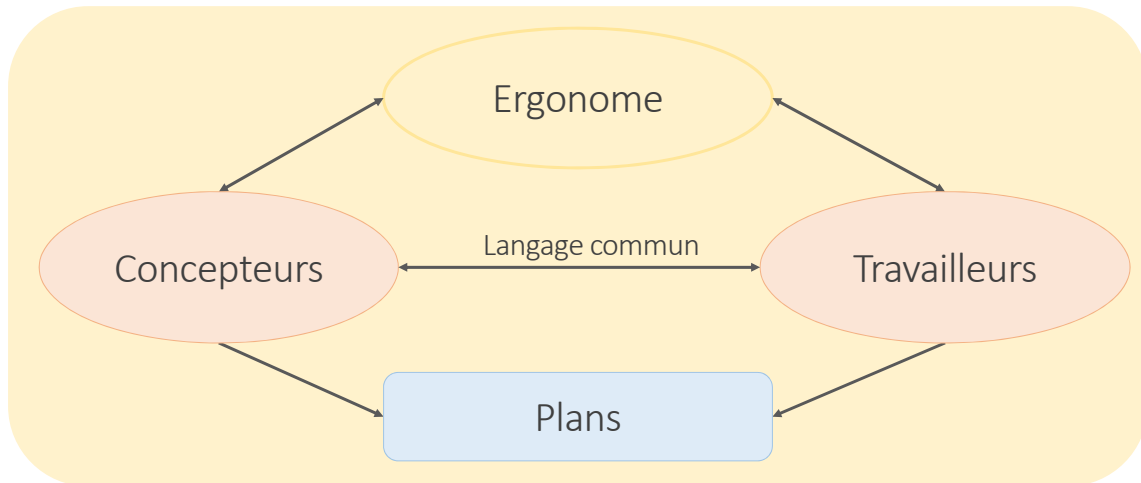 Ergonome
Langage commun
Concepteurs
Travailleurs
Plans